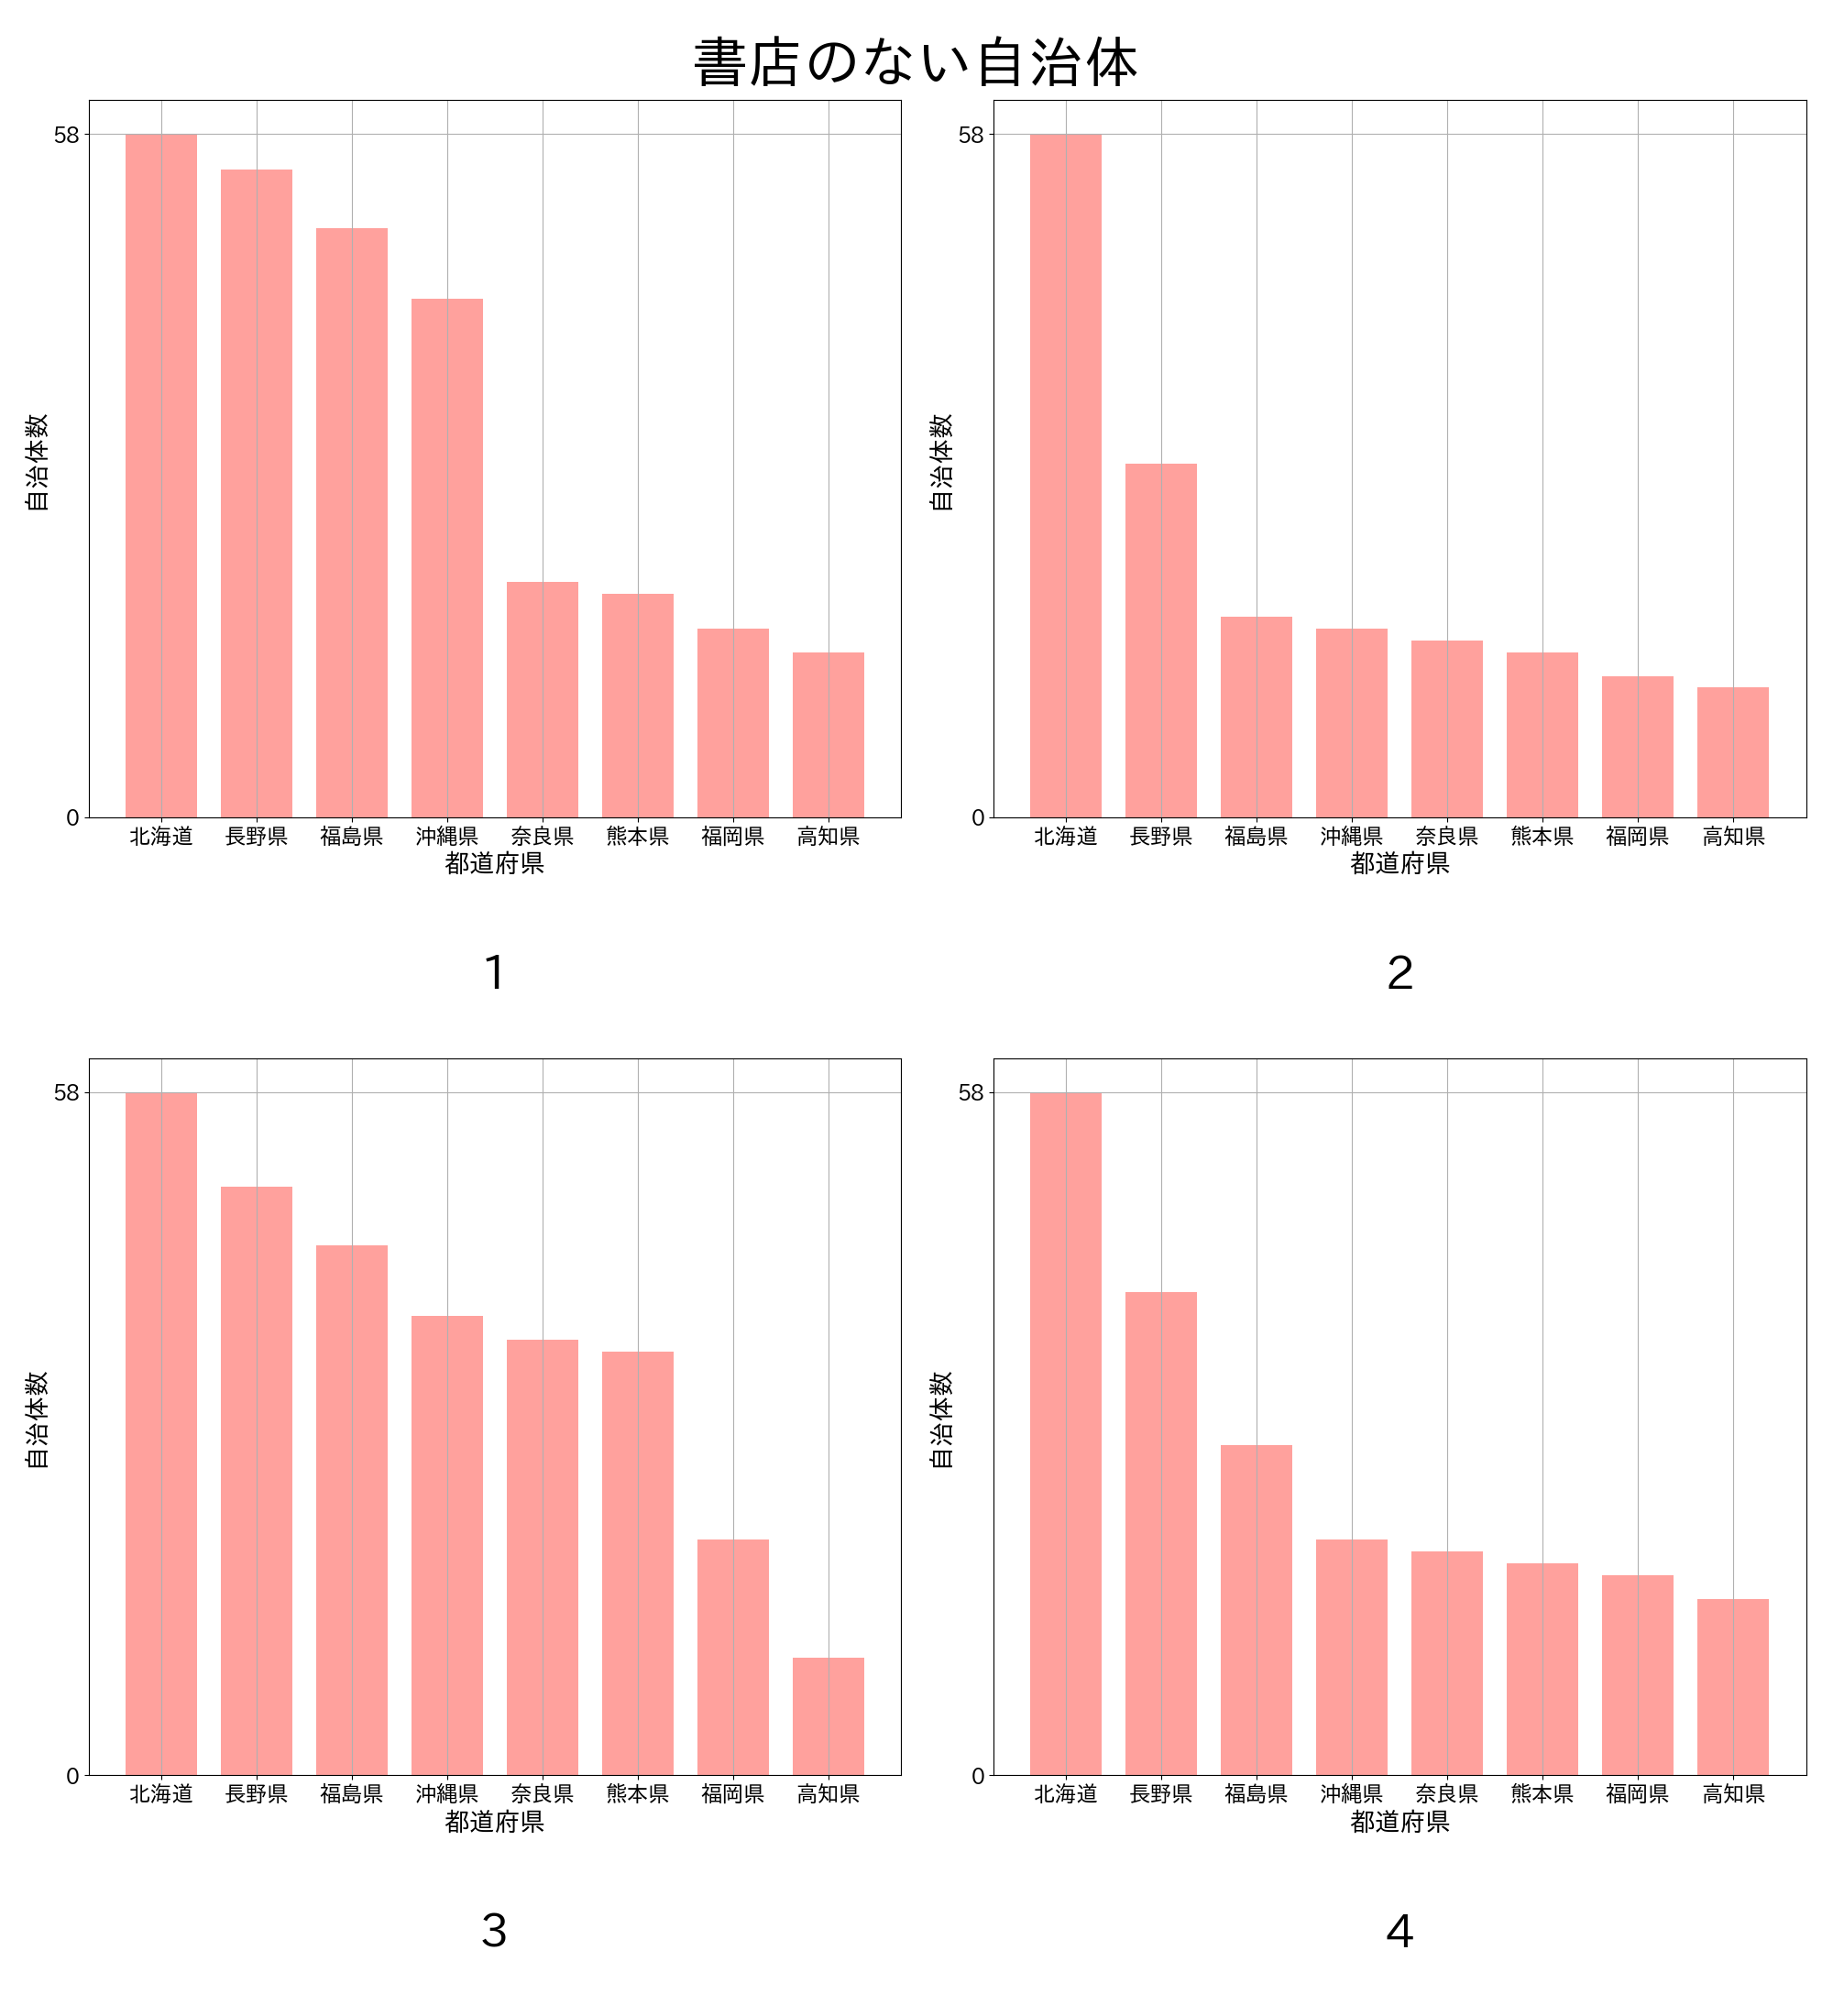 書店のない自治体
58
0
自治体数
北海道 長野県 福島県 沖縄県 奈良県 熊本県 福岡県 高知県
都道府県
1
58
0
自治体数
北海道 長野県 福島県 沖縄県 奈良県 熊本県 福岡県 高知県
都道府県
2
58
0
自治体数
北海道 長野県 福島県 沖縄県 奈良県 熊本県 福岡県 高知県
都道府県
3
58
0
自治体数
北海道 長野県 福島県 沖縄県 奈良県 熊本県 福岡県 高知県
都道府県
4